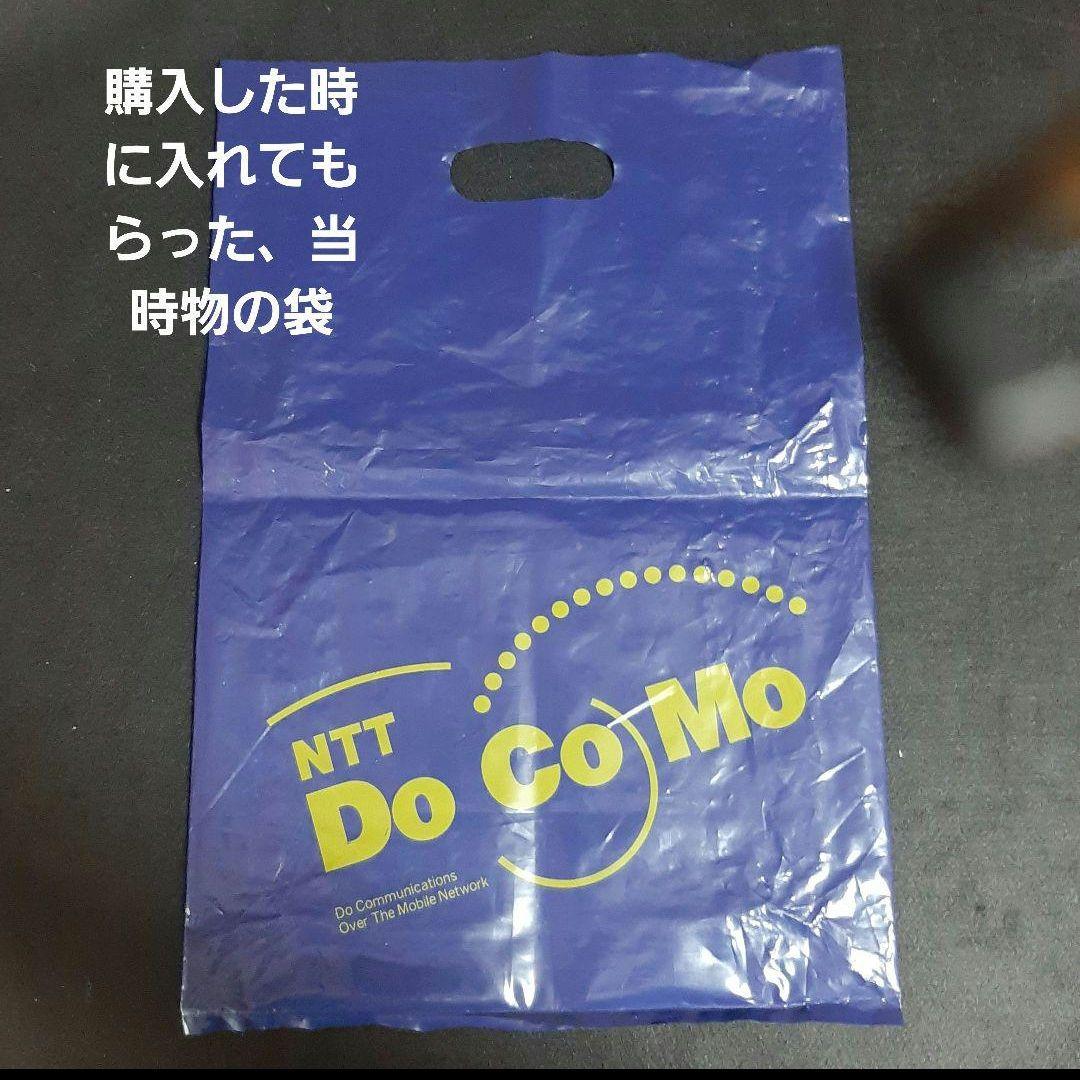 購入した時
に入れても
らった、当
時物の袋
NTT
Do Co Mo
Do Communications
Over The Mobile Network